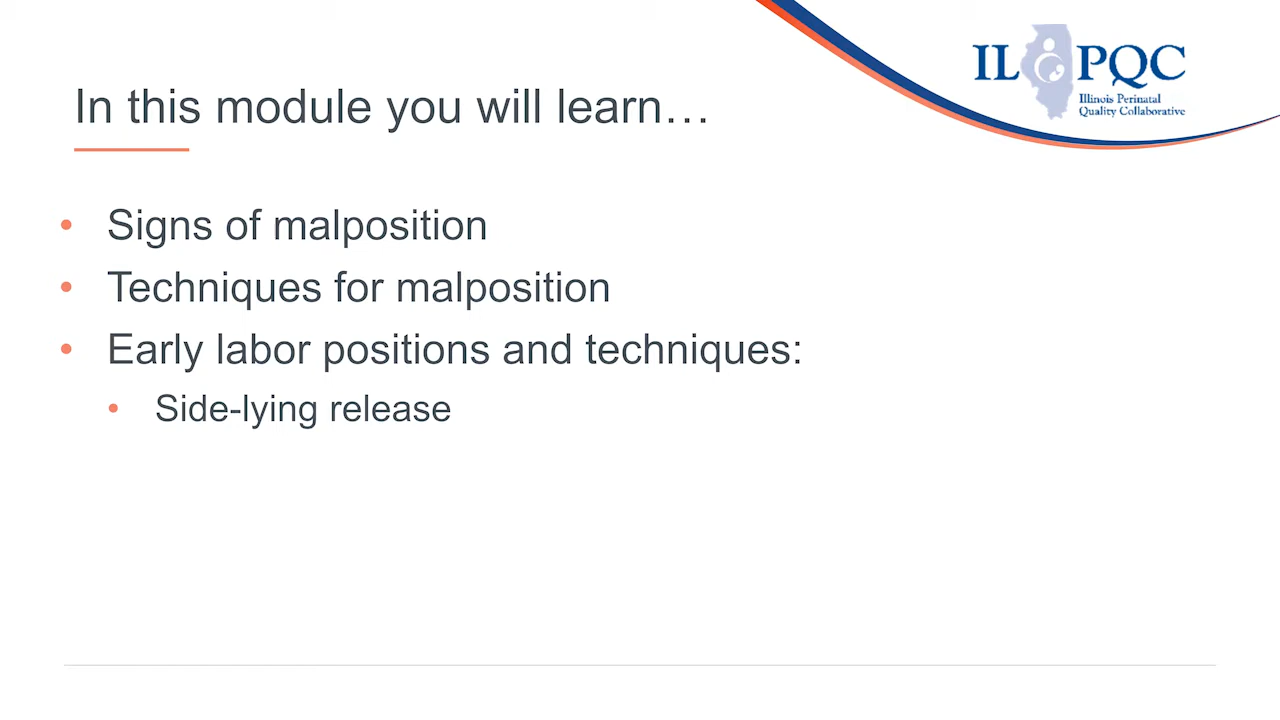 IL PQC
Illinois Perinatal
Quality Collaborative
In this module you will learn…
• Signs of malposition
• Techniques for malposition
• Early labor positions and techniques:
• Side-lying release